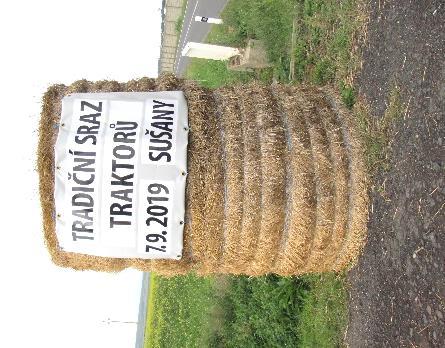 TRADIČNÍ SRAZ
TRAKTORŮ
7.9.2019 SUŠANY